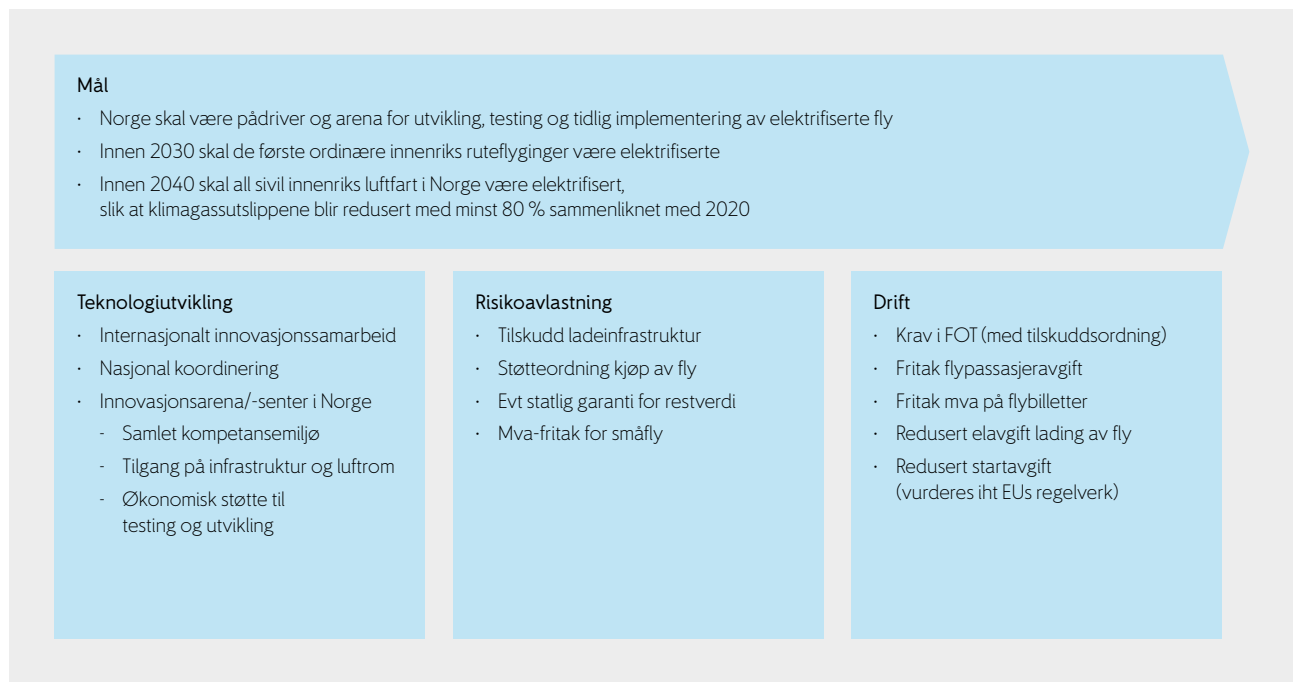 Mål
· Norge skal være pådriver og arena for utvikling, testing og tidlig implementering av elektrifiserte fly
· Innen 2030 skal de første ordinære innenriks ruteflyginger være elektrifiserte
· Innen 2040 skal all sivil innenriks luftfart i Norge være elektrifisert,
slik at klimagassutslippene blir redusert med minst 80 % sammenliknet med 2020
Teknologiutvikling
· Internasjonalt innovasjonssamarbeid
· Nasjonal koordinering
· Innovasjonsarena/-senter i Norge
- Samlet kompetansemiljø
- Tilgang på infrastruktur og luftrom
- Økonomisk støtte til
testing og utvikling
Risikoavlastning
· Tilskudd ladeinfrastruktur
· Støtteordning kjøp av fly
· Evt statlig garanti for restverdi
· Mva-fritak for småfly
Drift
· Krav i FOT (med tilskuddsordning)
· Fritak flypassasjeravgift
· Fritak mva på flybilletter
· Redusert elavgift lading av fly
· Redusert startavgift
(vurderes iht EUs regelverk)